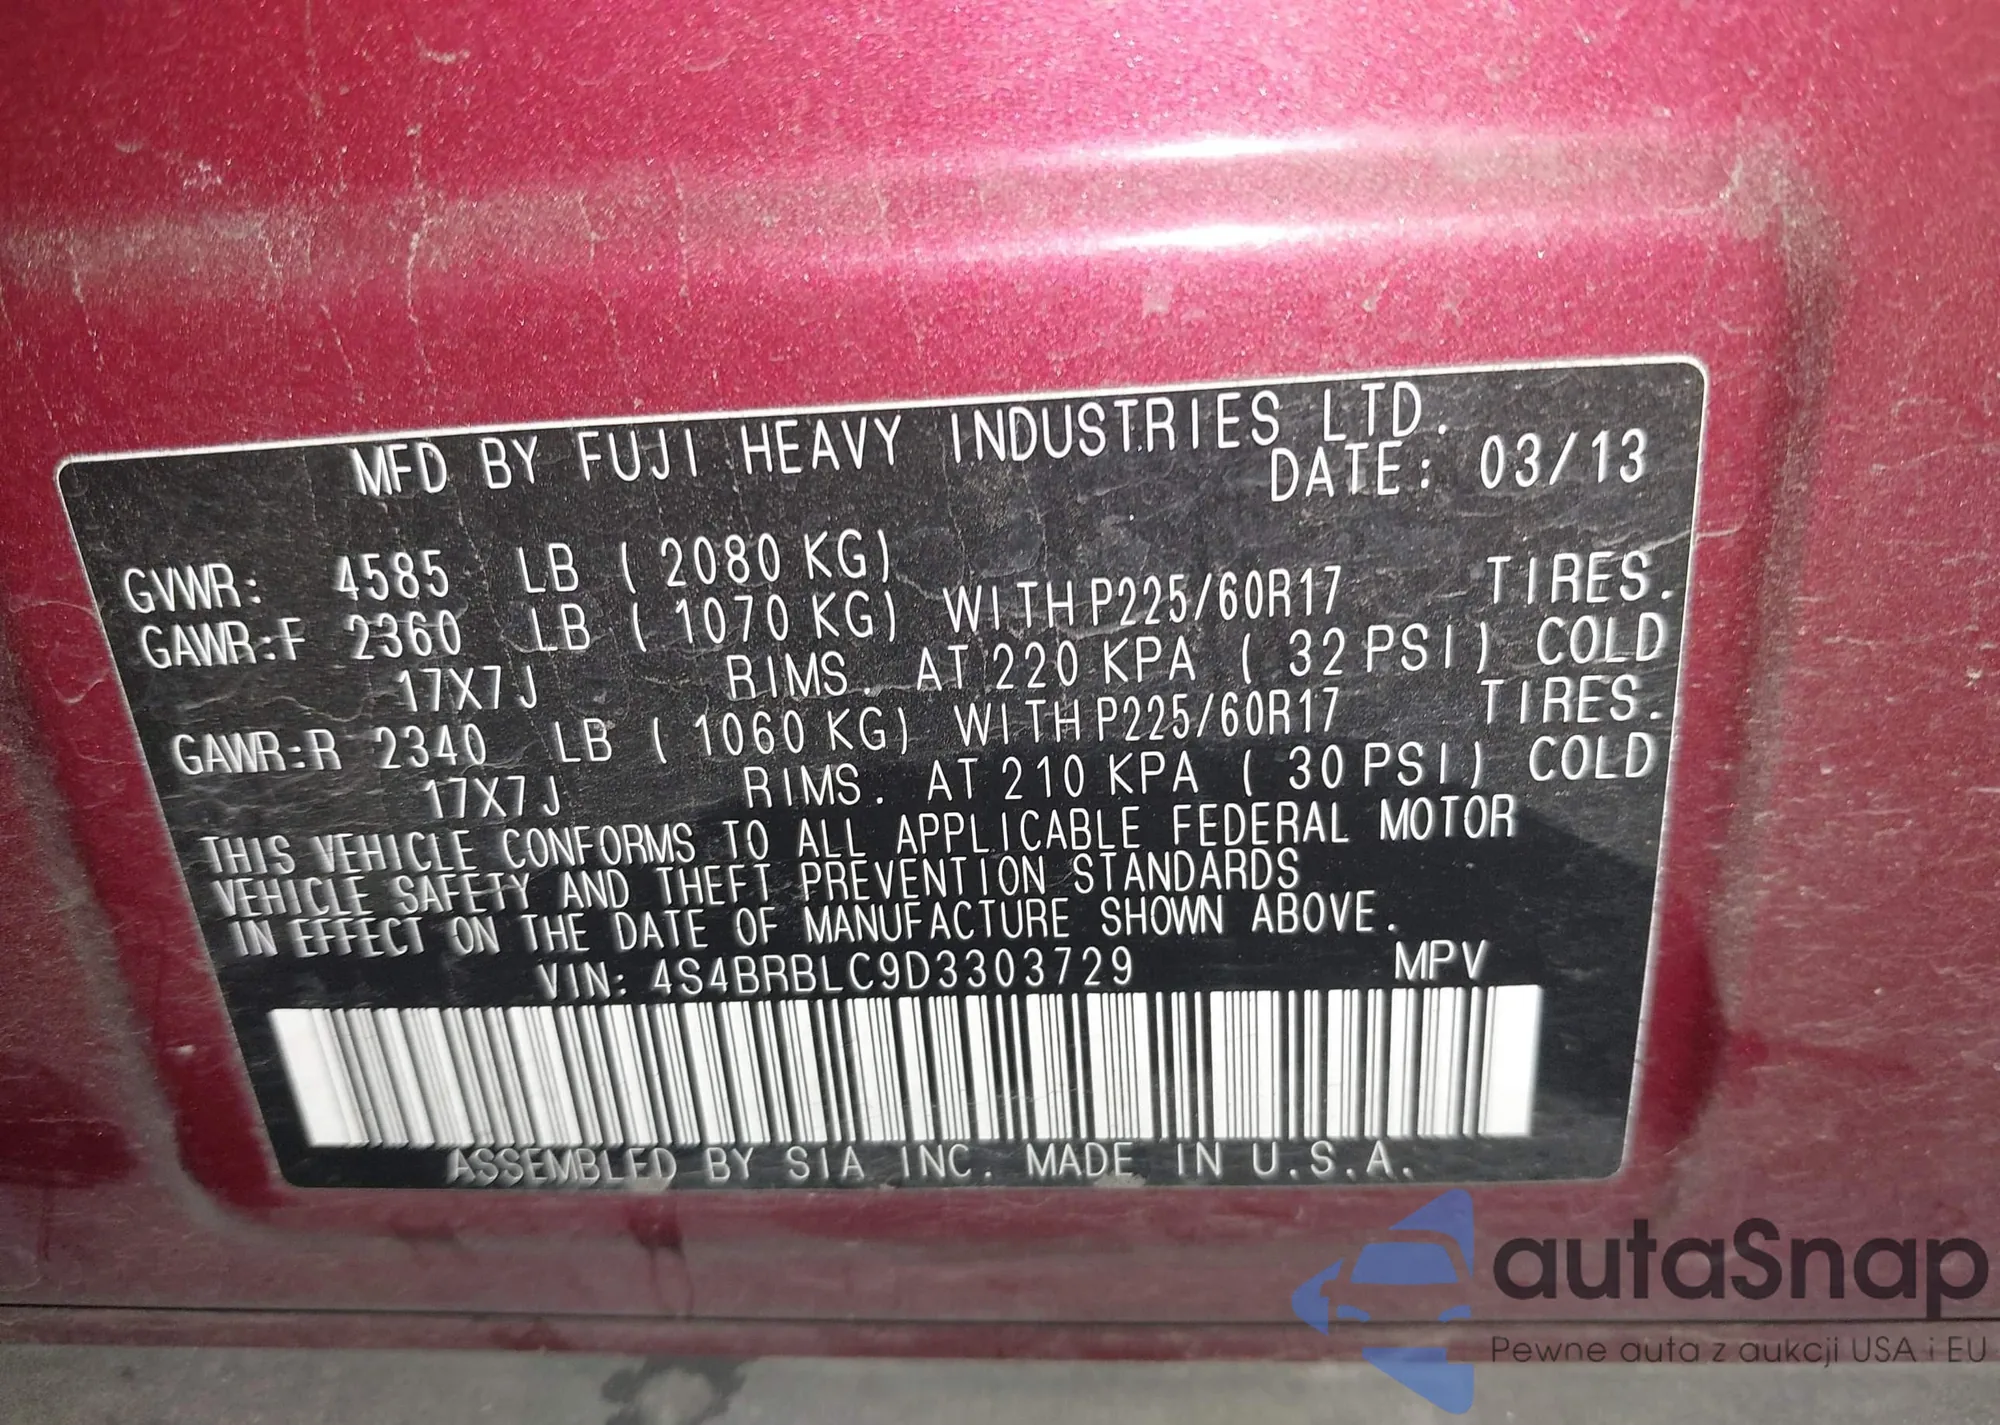 MFD BY FUJI HEAVY INDUSTRIES LTD.
DATE: 03/13
GVWR: 4585 LB ( 2080 KG)
GAWR:F 2360 LB ( 1070 KG) WITH P225/60R17 TIRES.
17X7J RIMS. AT 220 KPA ( 32 PSI) COLD
GAWR:R 2340 LB ( 1060 KG) WITH P225/60R17 TIRES.
17X7J RIMS. AT 210 KPA ( 30 PSI) COLD
THIS VEHICLE CONFORMS TO ALL APPLICABLE FEDERAL MOTOR
VEHICLE SAFETY AND THEFT PREVENTION STANDARDS
IN EFFECT ON THE DATE OF MANUFACTURE SHOWN ABOVE.
VIN: 4S4BRBLC9D3303729 MPV
ASSEMBLED BY SIA INC. MADE IN U.S.A.
autaSnap
Pewne auta z aukcji USA i EU